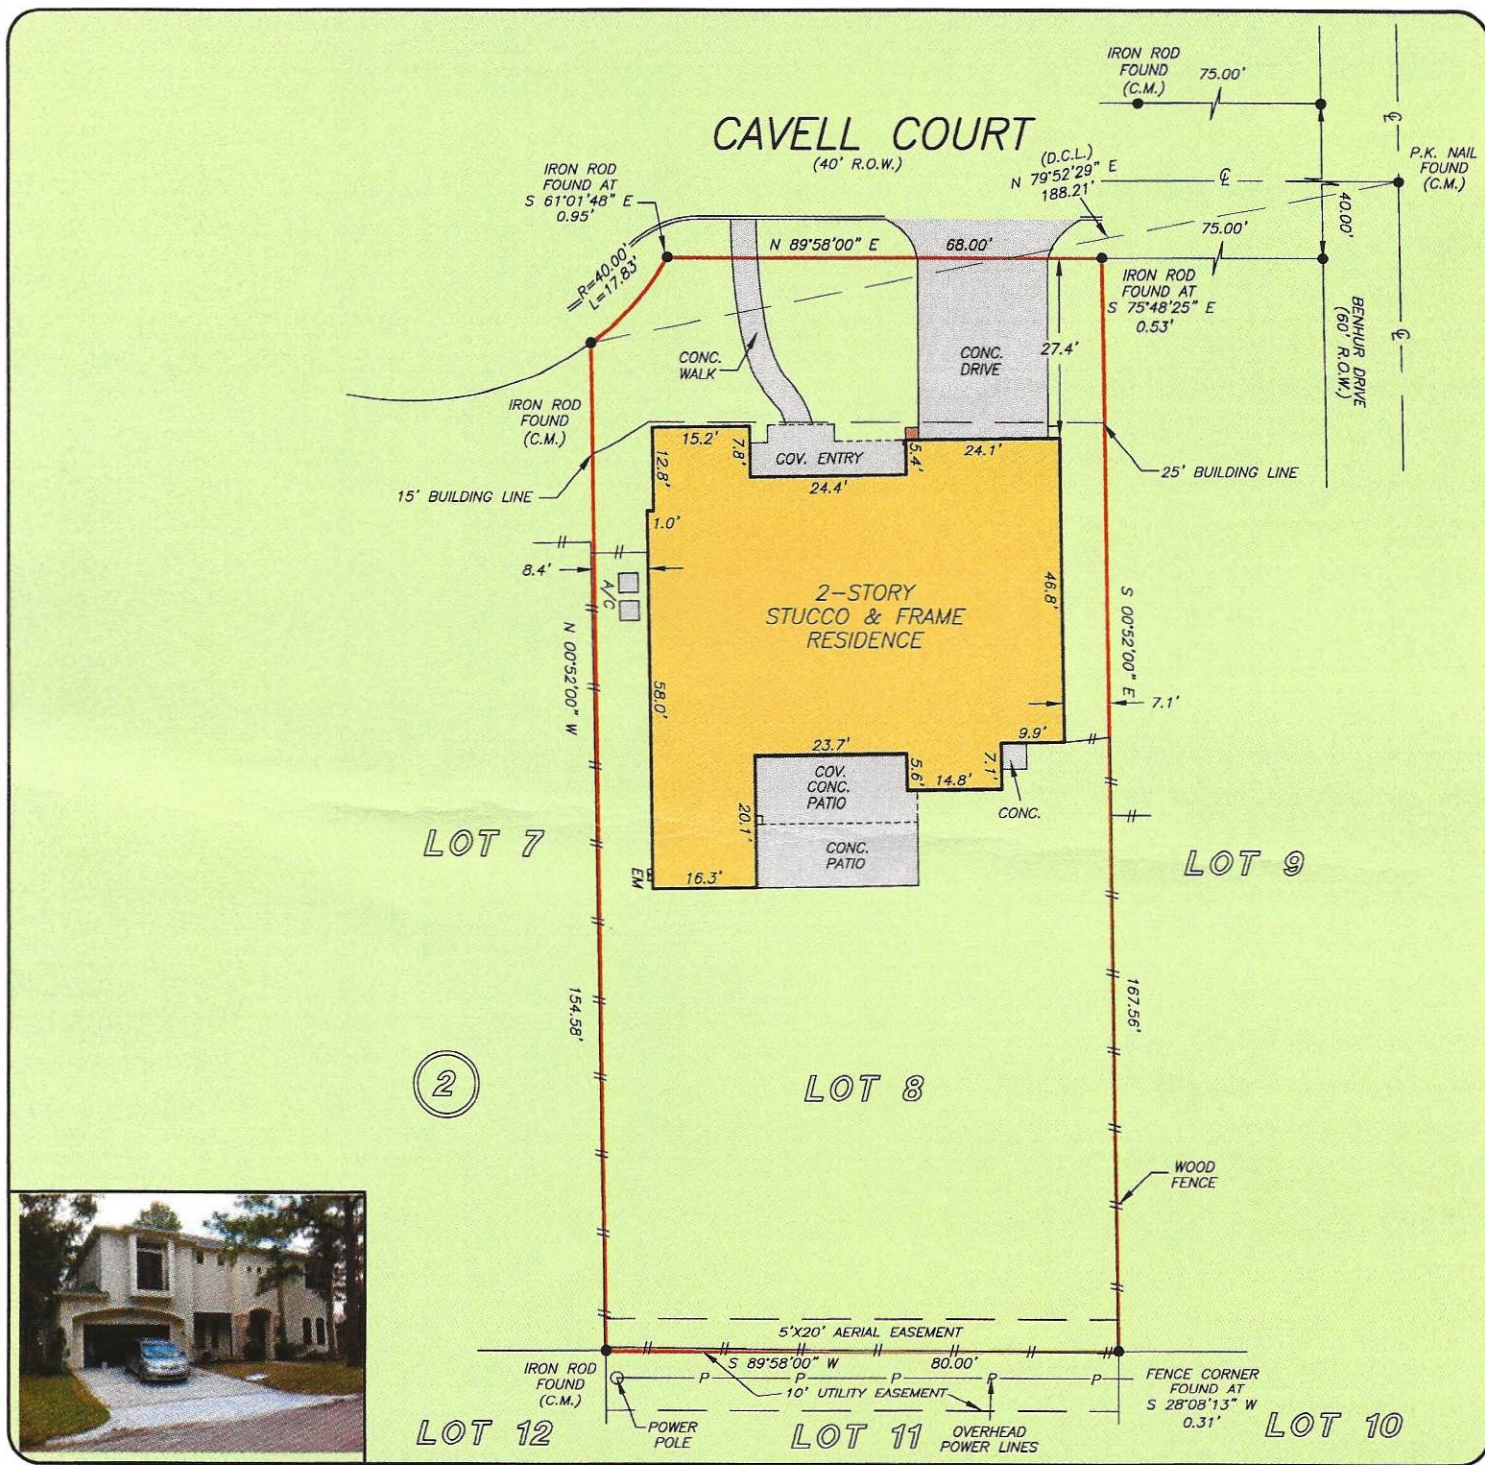 IRON ROD
FOUND
(C.M.)
75.00'
CAVELL COURT
(40' R.O.W.)
(D.C.L.)
N 79°52'29" E
188.21'
℄
℄
P.K. NAIL
FOUND
(C.M.)
40.00'
IRON ROD
FOUND AT
S 61°01'48" E
0.95'
R=40.00'
L=17.83'
N 89°58'00" E
68.00'
75.00'
IRON ROD
FOUND AT
S 75°48'25" E
0.53'
BENHUR DRIVE
(60' R.O.W.)
℄
CONC.
WALK
CONC.
DRIVE
27.4'
IRON ROD
FOUND
(C.M.)
15.2'
7.8'
COV. ENTRY
5.4'
24.1'
12.8'
24.4'
15' BUILDING LINE
25' BUILDING LINE
1.0'
8.4'
A/C
2-STORY
STUCCO & FRAME
RESIDENCE
46.8'
N 00°52'00" W
S 00°52'00" E
58.0'
7.1'
23.7'
9.9'
COV.
CONC.
PATIO
5.6'
14.8'
7.1'
CONC.
20.1'
CONC.
PATIO
LOT 7
LOT 9
EM
16.3'
154.58'
167.56'
2
LOT 8
WOOD
FENCE
5'X20' AERIAL EASEMENT
S 89°58'00" W
80.00'
IRON ROD
FOUND
(C.M.)
P P P P P
10' UTILITY EASEMENT
FENCE CORNER
FOUND AT
S 28°08'13" W
0.31'
LOT 12
POWER
POLE
LOT 11
OVERHEAD
POWER LINES
LOT 10